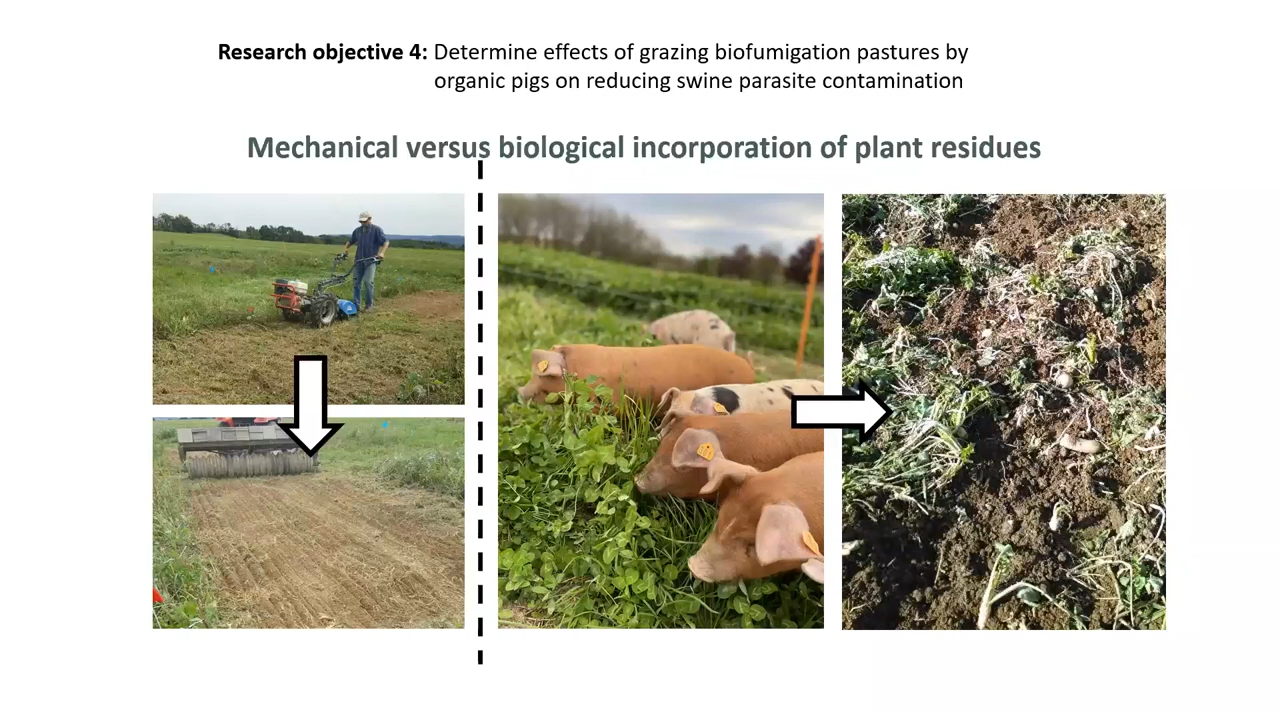 Research objective 4: Determine effects of grazing biofumigation pastures by
organic pigs on reducing swine parasite contamination
Mechanical versus biological incorporation of plant residues